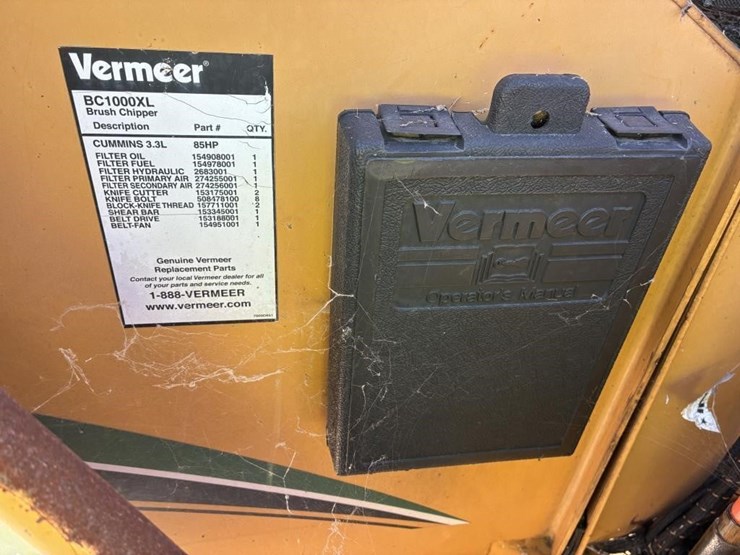 Vermeer®
BC1000XL
Brush Chipper
Description Part # QTY.
CUMMINS 3.3L 85HP
FILTER OIL 154908001 1
FILTER FUEL 154978001 1
FILTER HYDRAULIC 2683001 1
FILTER PRIMARY AIR 274255001 1
FILTER SECONDARY AIR 274256001 1
KNIFE CUTTER 153175001 2
KNIFE BOLT 508478100 8
BLOCK-KNIFE THREAD 157711001 2
SHEAR BAR 153345001 1
BELT DRIVE 153188001 1
BELT-FAN 154951001 1
Genuine Vermeer
Replacement Parts
Contact your local Vermeer dealer for all
of your parts and service needs.
1-888-VERMEER
www.vermeer.com
Vermeer
Operator's Manual